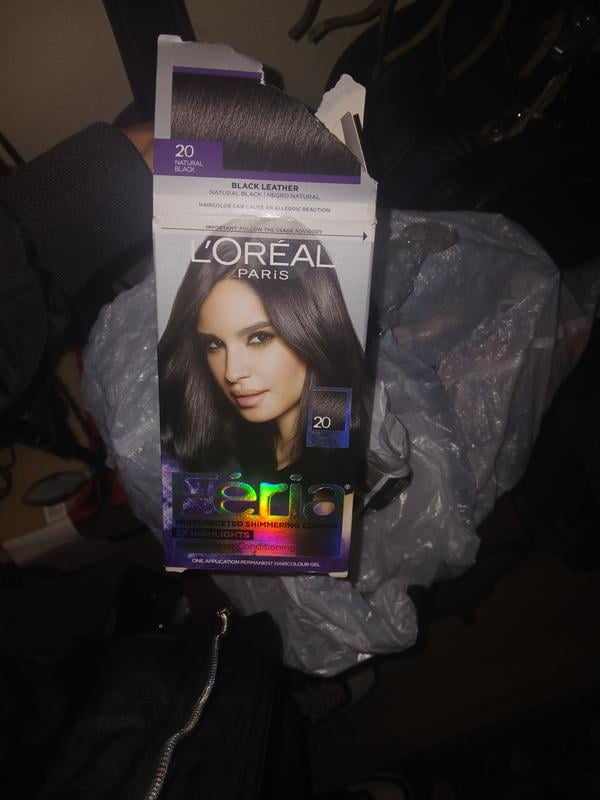 20
NATURAL
BLACK
BLACK LEATHER
NATURAL BLACK | NEGRO NATURAL
HAIRCOLOR CAN CAUSE AN ALLERGIC REACTION
IMPORTANT: FOLLOW THE USAGE ADVISORY
L'ORÉAL
PARiS
20
Féria
MULTI-FACETED SHIMMERING COLOUR
3X HIGHLIGHTS
Deep Conditioning
ONE APPLICATION PERMANENT HAIRCOLOUR GEL